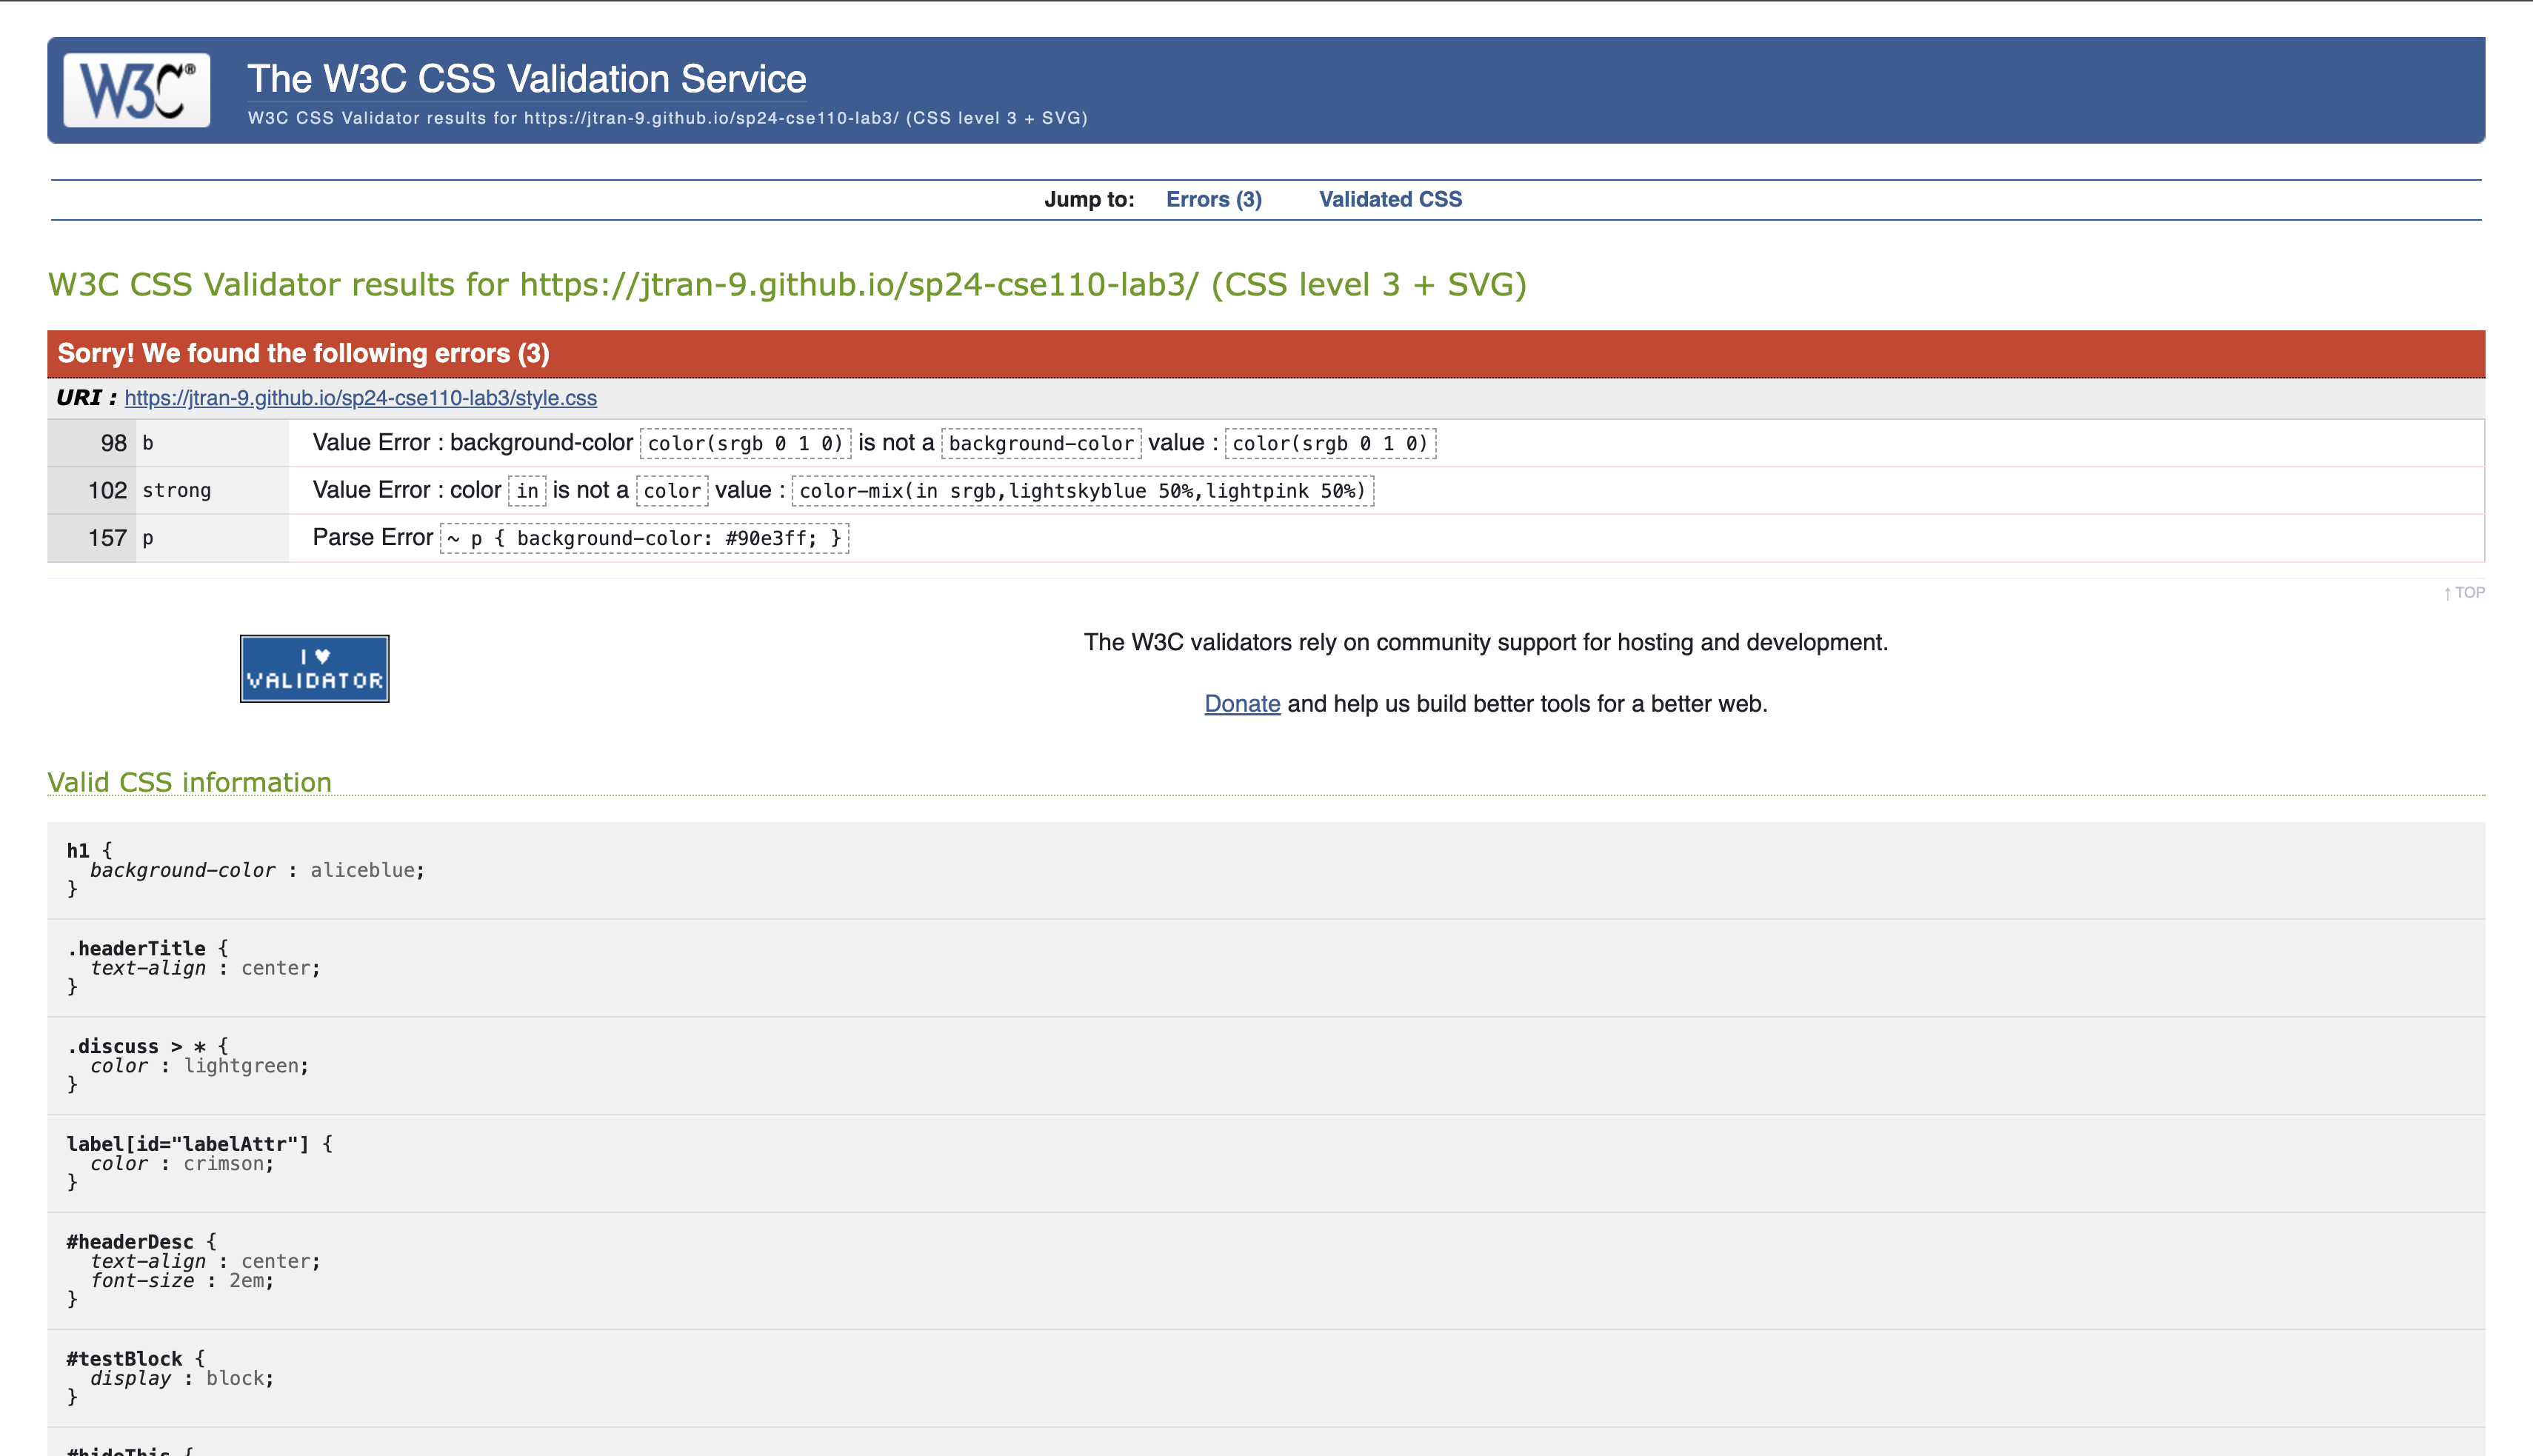 W3C®
The W3C CSS Validation Service
W3C CSS Validator results for https://jtran-9.github.io/sp24-cse110-lab3/ (CSS level 3 + SVG)
Jump to: Errors (3) Validated CSS
W3C CSS Validator results for https://jtran-9.github.io/sp24-cse110-lab3/ (CSS level 3 + SVG)
Sorry! We found the following errors (3)
URI : https://jtran-9.github.io/sp24-cse110-lab3/style.css
98 b Value Error : background-color color(srgb 0 1 0) is not a background-color value : color(srgb 0 1 0)
102 strong Value Error : color in is not a color value : color-mix(in srgb,lightskyblue 50%,lightpink 50%)
157 p Parse Error ~ p { background-color: #90e3ff; }
↑ TOP
I ♥
VALIDATOR
The W3C validators rely on community support for hosting and development.
Donate and help us build better tools for a better web.
Valid CSS information
h1 {
background-color : aliceblue;
}
.headerTitle {
text-align : center;
}
.discuss > * {
color : lightgreen;
}
label[id="labelAttr"] {
color : crimson;
}
#headerDesc {
text-align : center;
font-size : 2em;
}
#testBlock {
display : block;
}
#hideThis {